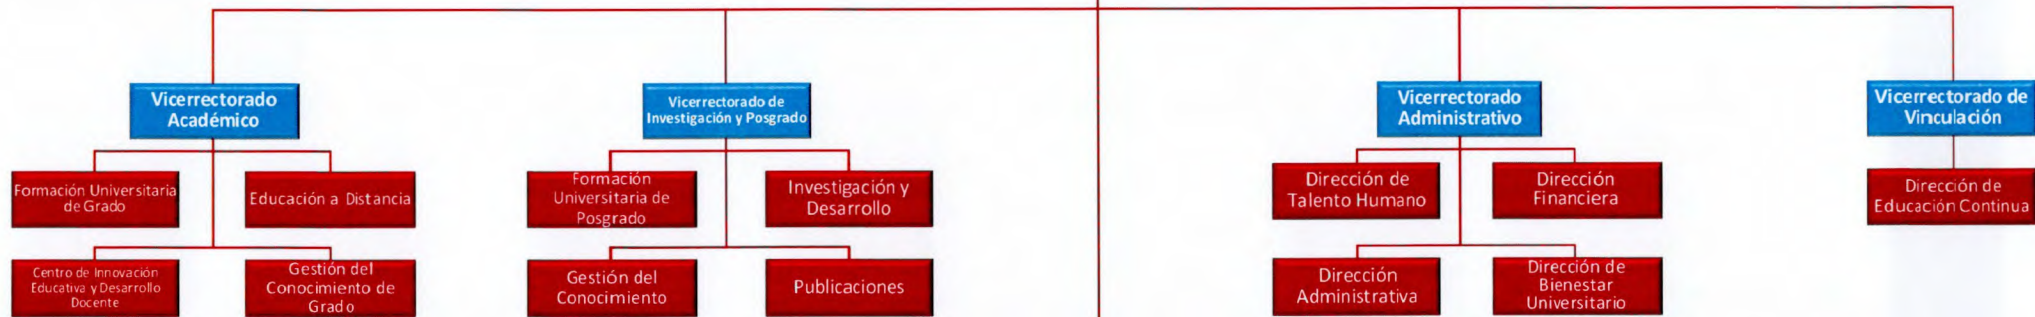 Vicerrectorado
Académico
Vicerrectorado de
Investigación y Posgrado
Vicerrectorado
Administrativo
Vicerrectorado de
Vinculación
Formación Universitaria
de Grado
Educación a Distancia
Formación
Universitaria de
Posgrado
Investigación y
Desarrollo
Dirección de
Talento Humano
Dirección
Financiera
Dirección de
Educación Continua
Centro de Innovación
Educativa y Desarrollo
Docente
Gestión del
Conocimiento de
Grado
Gestión del
Conocimiento
Publicaciones
Dirección
Administrativa
Dirección de
Bienestar
Universitario